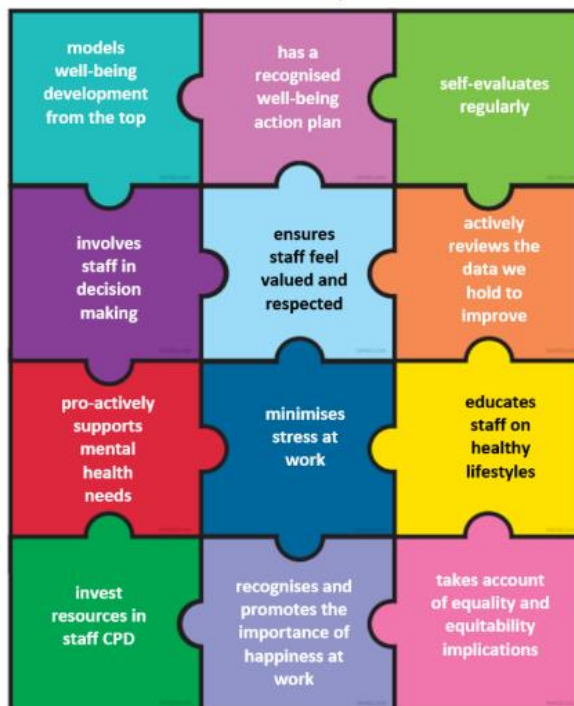 models
well-being
development
from the top
has a
recognised
well-being
action plan
self-evaluates
regularly
involves
staff in
decision
making
ensures
staff feel
valued and
respected
actively
reviews the
data we
hold to
improve
pro-actively
supports
mental
health
needs
minimises
stress at
work
educates
staff on
healthy
lifestyles
invest
resources in
staff CPD
recognises and
promotes the
importance of
happiness at
work
takes account
of equality and
equitability
implications